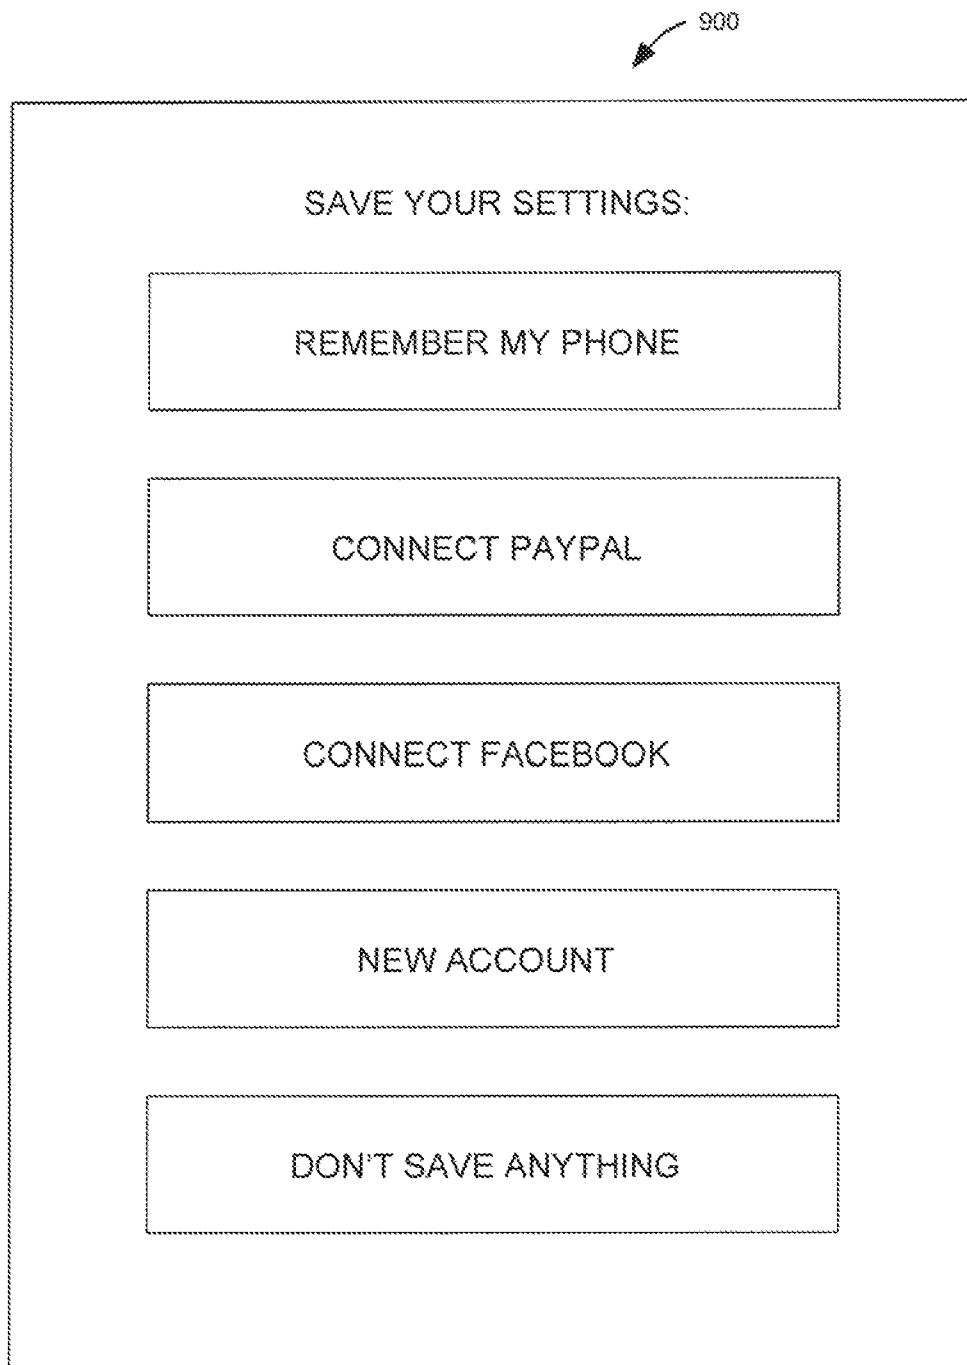 900
SAVE YOUR SETTINGS:
REMEMBER MY PHONE
CONNECT PAYPAL
CONNECT FACEBOOK
NEW ACCOUNT
DON'T SAVE ANYTHING